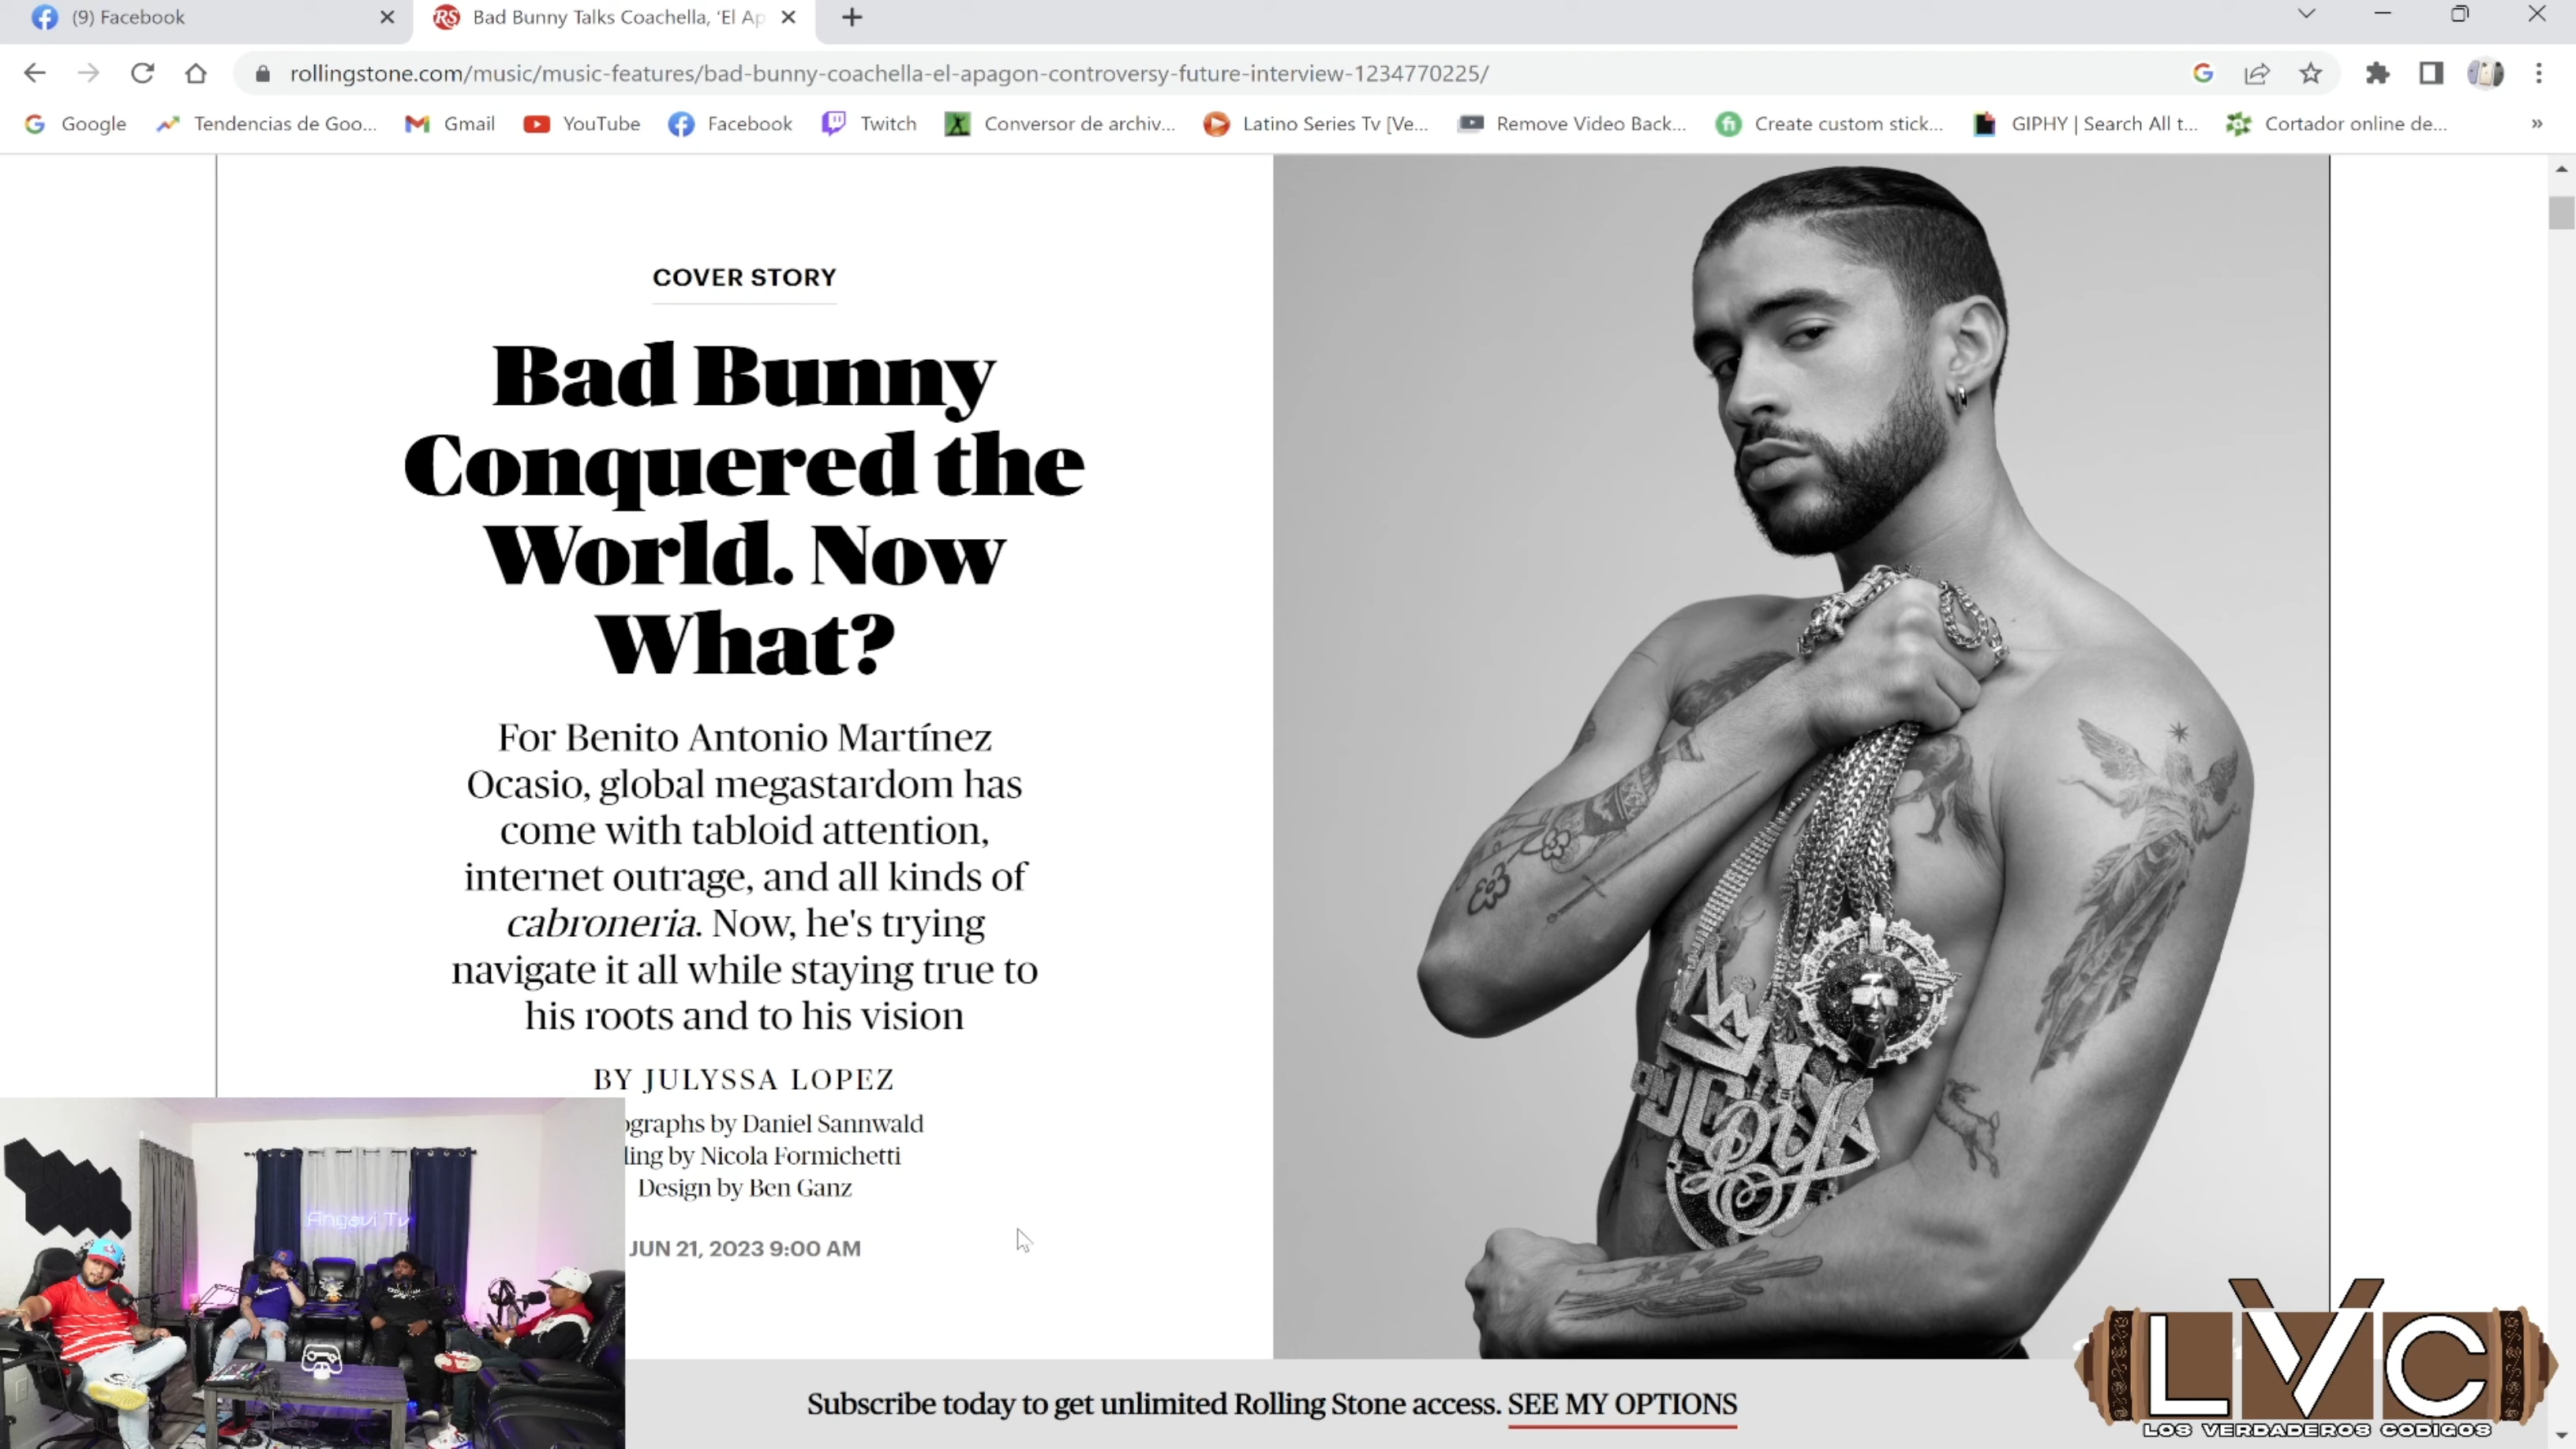 (9) Facebook
Bad Bunny Talks Coachella, 'El Ap
rollingstone.com/music/music-features/bad-bunny-coachella-el-apagon-controversy-future-interview-1234770225/
Google
Tendencias de Goo...
Gmail
YouTube
Facebook
Twitch
Conversor de archiv...
Latino Series Tv [Ve...
Remove Video Back...
Create custom stick...
GIPHY | Search All t...
Cortador online de...
COVER STORY
Bad Bunny
Conquered the
World. Now
What?
For Benito Antonio Martínez
Ocasio, global megastardom has
come with tabloid attention,
internet outrage, and all kinds of
cabroneria. Now, he's trying
navigate it all while staying true to
his roots and to his vision
BY JULYSSA LOPEZ
ographs by Daniel Sannwald
ling by Nicola Formichetti
Design by Ben Ganz
JUN 21, 2023 9:00 AM
Angavi Tv
Subscribe today to get unlimited Rolling Stone access. SEE MY OPTIONS
LVC
LOS VERDADEROS CODIGOS